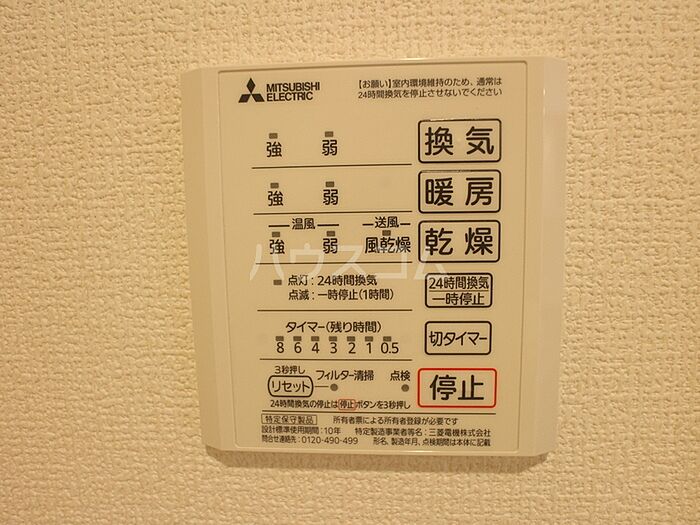 MITSUBISHI
ELECTRIC
【お願い】室内環境維持のため、通常は
24時間換気を停止させないでください
強 弱 換気
強 弱 暖房
温風 送風
強 弱 風乾燥 乾燥
ハウスコム
点灯:24時間換気
点滅:一時停止(1時間)
24時間換気
一時停止
タイマー(残り時間)
8 6 4 3 2 1 0.5
切タイマー
3秒押し
リセット フィルター清掃 点検
停止
24時間換気の停止は停止ボタンを3秒押し
特定保守製品 所有者票による所有者登録が必要です
設計標準使用期間:10年 特定製造事業者等名:三菱電機株式会社
問合せ連絡先:0120-490-499 形名、製造年月、点検期間は本体に記載